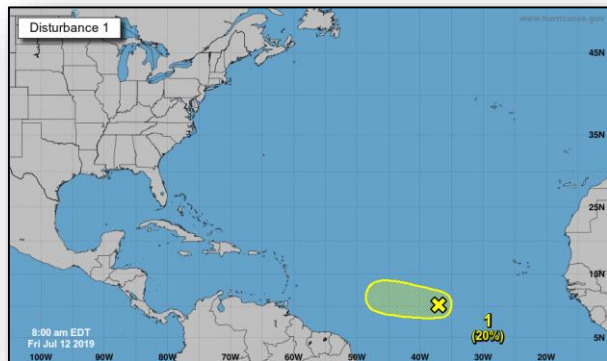 Disturbance 1
www.hurricanes.gov
45N
35N
25N
15N
5N
1
(20%)
8:00 am EDT
Fri Jul 12 2019
100W
90W
80W
70W
60W
50W
40W
30W
20W